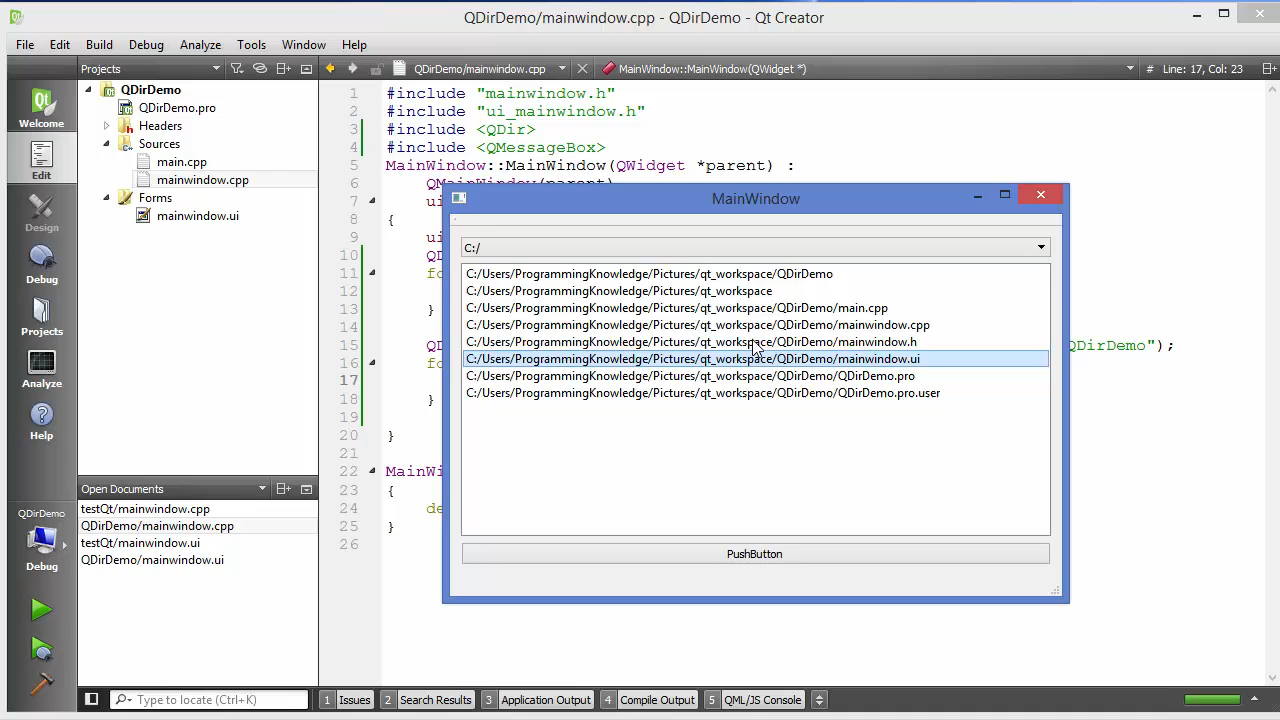 QDirDemo/mainwindow.cpp - QDirDemo - Qt Creator
File Edit Build Debug Analyze Tools Window Help
Projects
QDirDemo/mainwindow.cpp
MainWindow::MainWindow(QWidget *)
# Line: 17, Col: 23
Welcome
Edit
Design
Debug
Projects
Analyze
Help
QDirDemo
Debug
QDirDemo
QDirDemo.pro
Headers
Sources
main.cpp
mainwindow.cpp
Forms
mainwindow.ui
Open Documents
testQt/mainwindow.cpp
QDirDemo/mainwindow.cpp
testQt/mainwindow.ui
QDirDemo/mainwindow.ui
1 #include "mainwindow.h"
2 #include "ui_mainwindow.h"
3 #include <QDir>
4 #include <QMessageBox>
5 MainWindow::MainWindow(QWidget *parent) :
6 QMainWindow(parent)
7 ui
8 {
9 ui
10 QD
11 fo
12
13 }
14
15 QD QDirDemo");
16 fo
17
18 }
19
20 }
21
22 MainWi
23 {
24 de
25 }
26
MainWindow
C:/
C:/Users/ProgrammingKnowledge/Pictures/qt_workspace/QDirDemo
C:/Users/ProgrammingKnowledge/Pictures/qt_workspace
C:/Users/ProgrammingKnowledge/Pictures/qt_workspace/QDirDemo/main.cpp
C:/Users/ProgrammingKnowledge/Pictures/qt_workspace/QDirDemo/mainwindow.cpp
C:/Users/ProgrammingKnowledge/Pictures/qt_workspace/QDirDemo/mainwindow.h
C:/Users/ProgrammingKnowledge/Pictures/qt_workspace/QDirDemo/mainwindow.ui
C:/Users/ProgrammingKnowledge/Pictures/qt_workspace/QDirDemo/QDirDemo.pro
C:/Users/ProgrammingKnowledge/Pictures/qt_workspace/QDirDemo/QDirDemo.pro.user
PushButton
Type to locate (Ctrl+K)
1 Issues
2 Search Results
3 Application Output
4 Compile Output
5 QML/JS Console